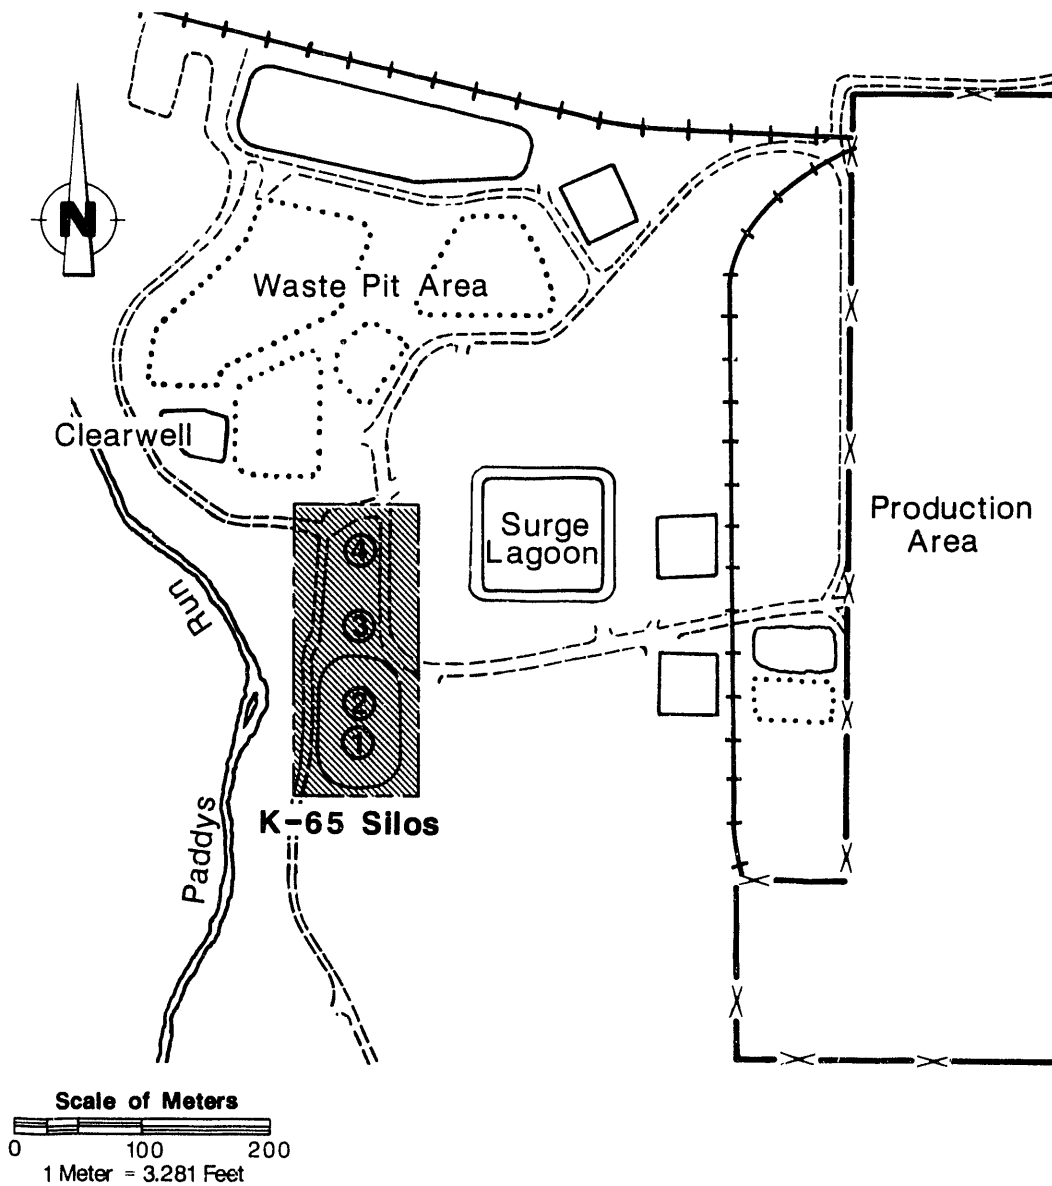 N
Waste Pit Area
Clearwell
Surge
Lagoon
Production
Area
4
3
2
1
Run
Paddys
K-65 Silos
Scale of Meters
0 100 200
1 Meter = 3.281 Feet